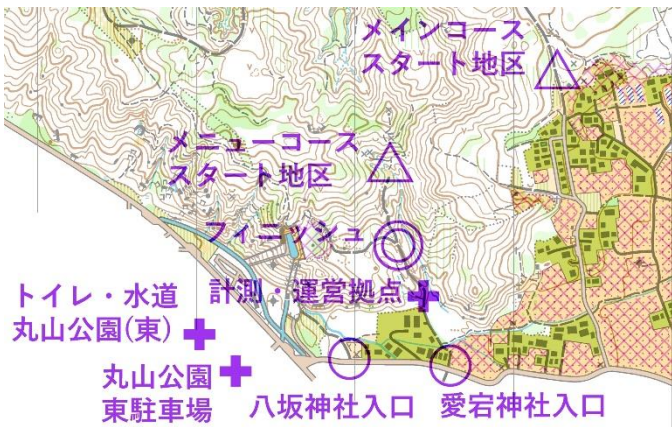 メインコース
スタート地区
メニューコース
スタート地区
フィニッシュ
計測・運営拠点
トイレ・水道
丸山公園(東)
丸山公園
東駐車場
八坂神社入口
愛宕神社入口